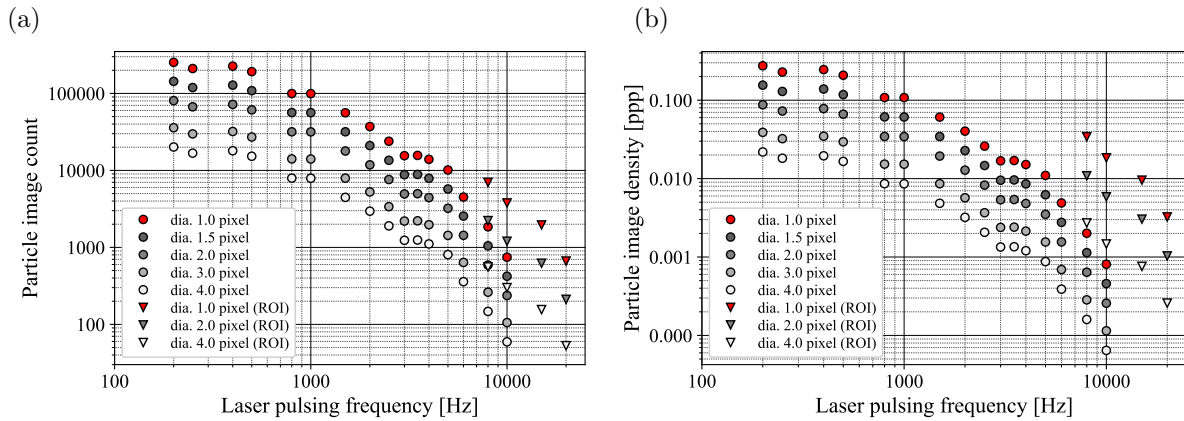 (a)
(b)
Particle image count
100000
10000
1000
100
dia. 1.0 pixel
dia. 1.5 pixel
dia. 2.0 pixel
dia. 3.0 pixel
dia. 4.0 pixel
dia. 1.0 pixel (ROI)
dia. 2.0 pixel (ROI)
dia. 4.0 pixel (ROI)
100
1000
10000
Laser pulsing frequency [Hz]
Particle image density [ppp]
0.100
0.010
0.001
0.000
dia. 1.0 pixel
dia. 1.5 pixel
dia. 2.0 pixel
dia. 3.0 pixel
dia. 4.0 pixel
dia. 1.0 pixel (ROI)
dia. 2.0 pixel (ROI)
dia. 4.0 pixel (ROI)
100
1000
10000
Laser pulsing frequency [Hz]